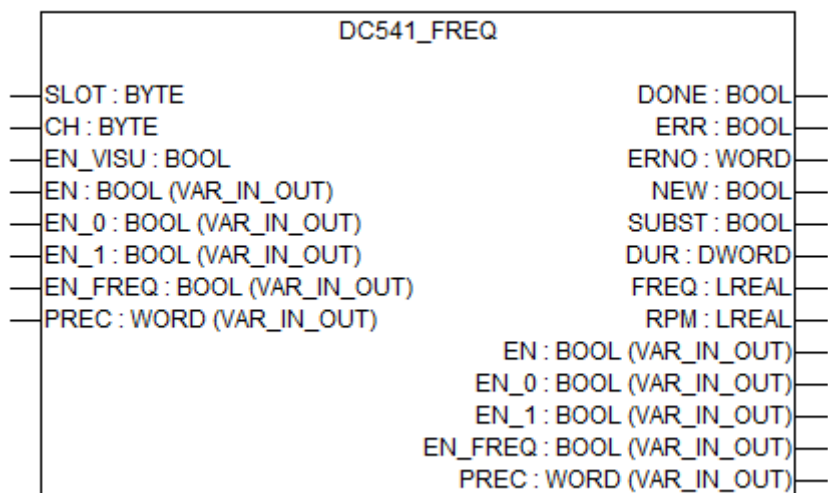 DC541_FREQ
SLOT : BYTE DONE : BOOL
CH : BYTE ERR : BOOL
EN_VISU : BOOL ERNO : WORD
EN : BOOL (VAR_IN_OUT) NEW : BOOL
EN_0 : BOOL (VAR_IN_OUT) SUBST : BOOL
EN_1 : BOOL (VAR_IN_OUT) DUR : DWORD
EN_FREQ : BOOL (VAR_IN_OUT) FREQ : LREAL
PREC : WORD (VAR_IN_OUT) RPM : LREAL
EN : BOOL (VAR_IN_OUT)
EN_0 : BOOL (VAR_IN_OUT)
EN_1 : BOOL (VAR_IN_OUT)
EN_FREQ : BOOL (VAR_IN_OUT)
PREC : WORD (VAR_IN_OUT)